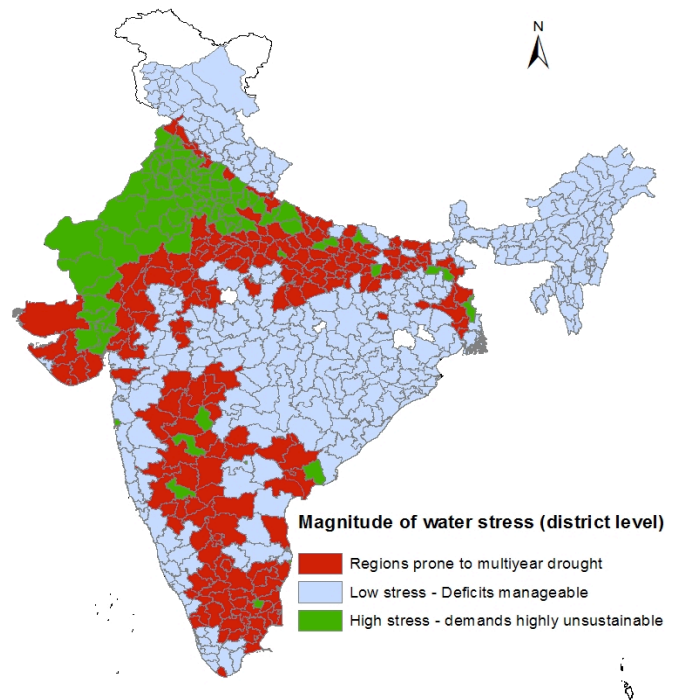 N
Magnitude of water stress (district level)
Regions prone to multiyear drought
Low stress - Deficits manageable
High stress - demands highly unsustainable